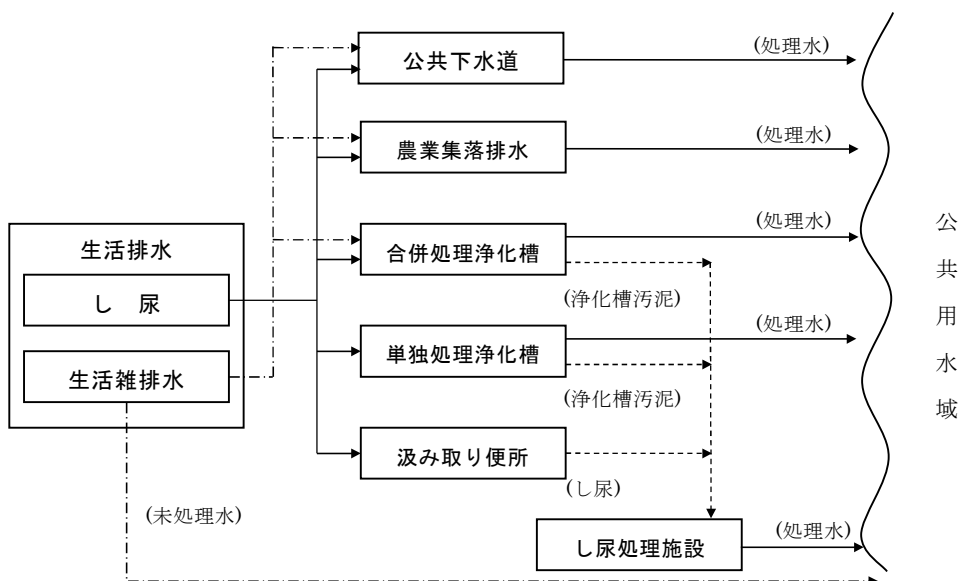 (処理水)
公共下水道
(処理水)
農業集落排水
(処理水)
生活排水
合併処理浄化槽
し 尿
(浄化槽汚泥)
(処理水)
単独処理浄化槽
生活雑排水
(浄化槽汚泥)
汲み取り便所
(し尿)
(未処理水)
(処理水)
し尿処理施設
公
共
用
水
域